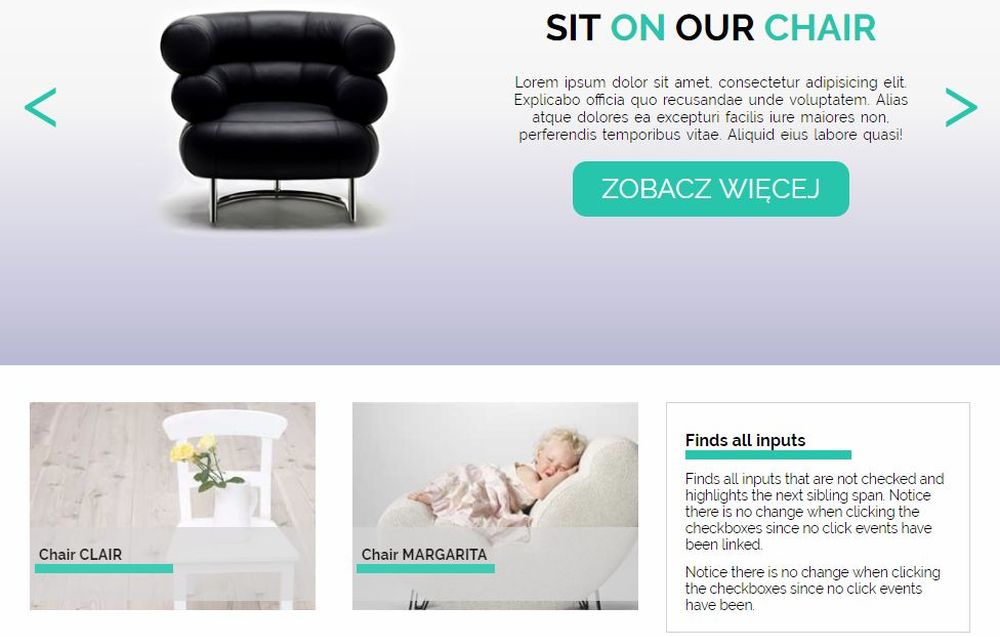 SIT ON OUR CHAIR
Lorem ipsum dolor sit amet, consectetur adipisicing elit.
Explicabo officia quo recusandae unde voluptatem. Alias
atque dolores ea excepturi facilis iure maiores non,
perferendis temporibus vitae. Aliquid eius labore quasi!
<
>
ZOBACZ WIĘCEJ
Chair CLAIR
Chair MARGARITA
Finds all inputs
Finds all inputs that are not checked and
highlights the next sibling span. Notice
there is no change when clicking the
checkboxes since no click events have
been linked.
Notice there is no change when clicking
the checkboxes since no click events
have been.